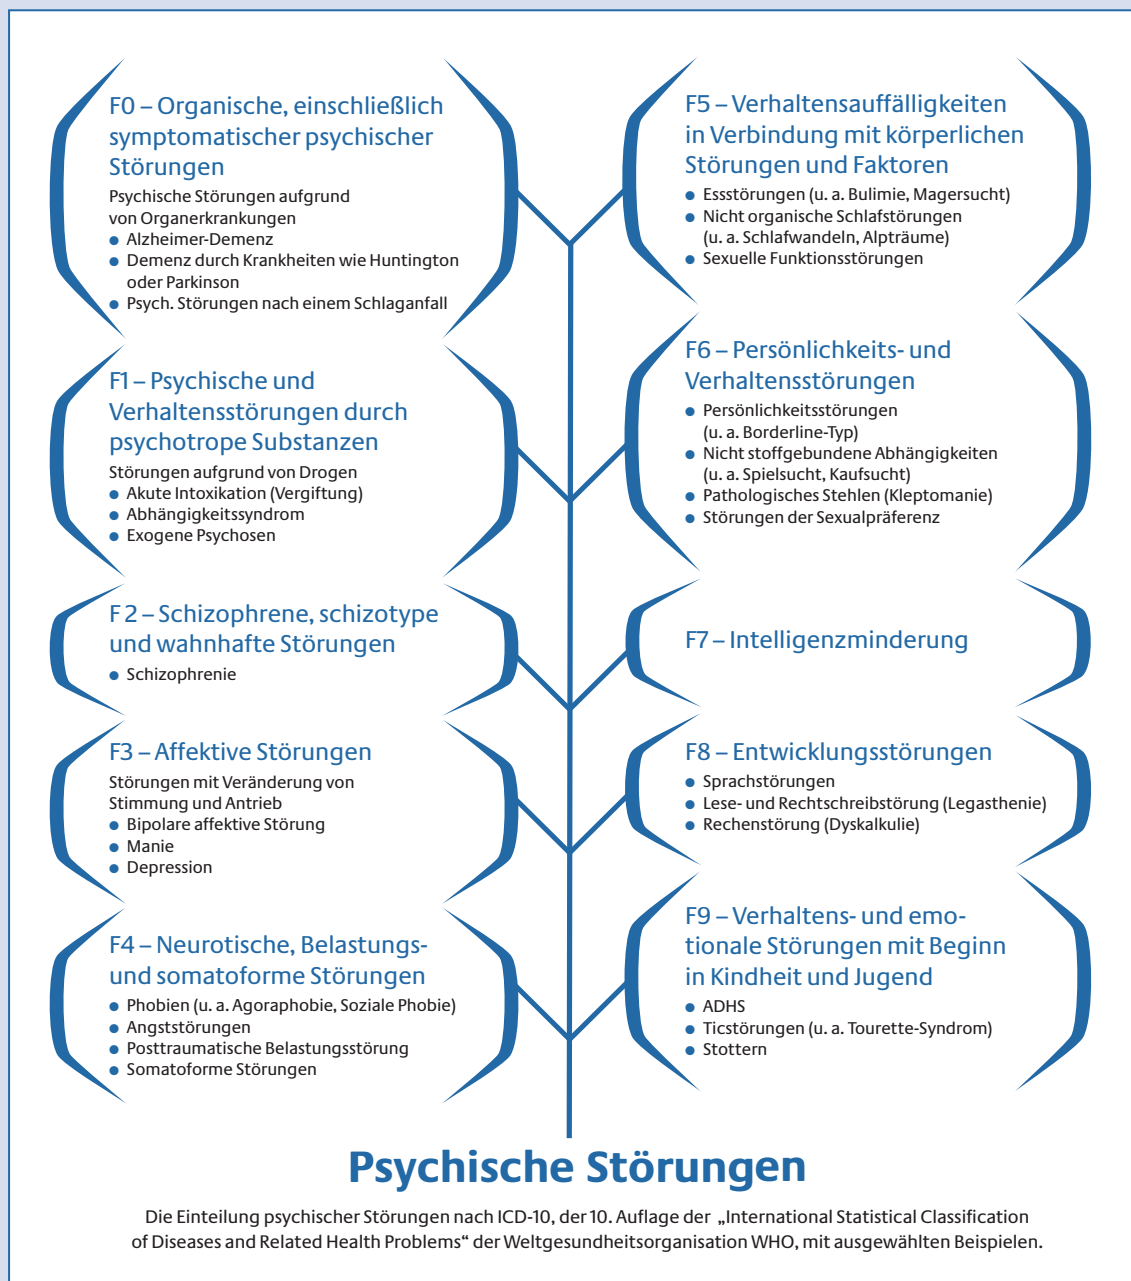 F0 – Organische, einschließlich
symptomatischer psychischer
Störungen
Psychische Störungen aufgrund
von Organerkrankungen
● Alzheimer-Demenz
● Demenz durch Krankheiten wie Huntington
oder Parkinson
● Psych. Störungen nach einem Schlaganfall
F1 – Psychische und
Verhaltensstörungen durch
psychotrope Substanzen
Störungen aufgrund von Drogen
● Akute Intoxikation (Vergiftung)
● Abhängigkeitssyndrom
● Exogene Psychosen
F 2 – Schizophrene, schizotype
und wahnhafte Störungen
● Schizophrenie
F3 – Affektive Störungen
Störungen mit Veränderung von
Stimmung und Antrieb
● Bipolare affektive Störung
● Manie
● Depression
F4 – Neurotische, Belastungs-
und somatoforme Störungen
● Phobien (u. a. Agoraphobie, Soziale Phobie)
● Angststörungen
● Posttraumatische Belastungsstörung
● Somatoforme Störungen
F5 – Verhaltensauffälligkeiten
in Verbindung mit körperlichen
Störungen und Faktoren
● Essstörungen (u. a. Bulimie, Magersucht)
● Nicht organische Schlafstörungen
(u. a. Schlafwandeln, Alpträume)
● Sexuelle Funktionsstörungen
F6 – Persönlichkeits- und
Verhaltensstörungen
● Persönlichkeitsstörungen
(u. a. Borderline-Typ)
● Nicht stoffgebundene Abhängigkeiten
(u. a. Spielsucht, Kaufsucht)
● Pathologisches Stehlen (Kleptomanie)
● Störungen der Sexualpräferenz
F7 – Intelligenzminderung
F8 – Entwicklungsstörungen
● Sprachstörungen
● Lese- und Rechtschreibstörung (Legasthenie)
● Rechenstörung (Dyskalkulie)
F9 – Verhaltens- und emo-
tionale Störungen mit Beginn
in Kindheit und Jugend
● ADHS
● Ticstörungen (u. a. Tourette-Syndrom)
● Stottern
Psychische Störungen
Die Einteilung psychischer Störungen nach ICD-10, der 10. Auflage der „International Statistical Classification
of Diseases and Related Health Problems“ der Weltgesundheitsorganisation WHO, mit ausgewählten Beispielen.